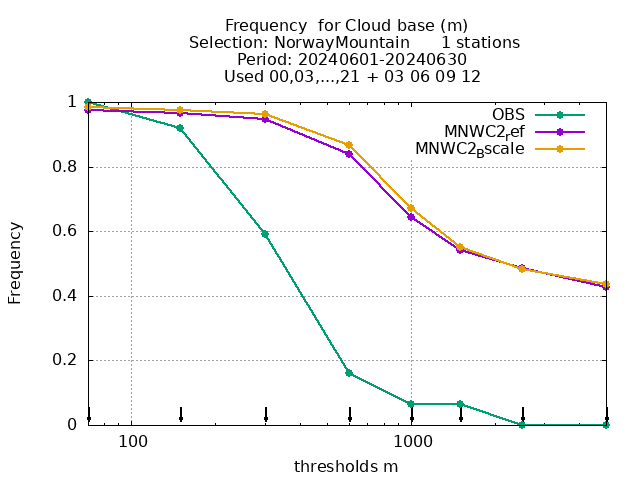 Frequency  for Cloud base (m)
Selection: NorwayMountain      1 stations
Period: 20240601-20240630
Used 00,03,...,21 + 03 06 09 12
OBS
MNWC2ref
MNWC2Bscale
1
0.8
0.6
0.4
0.2
0
Frequency
100
1000
thresholds m